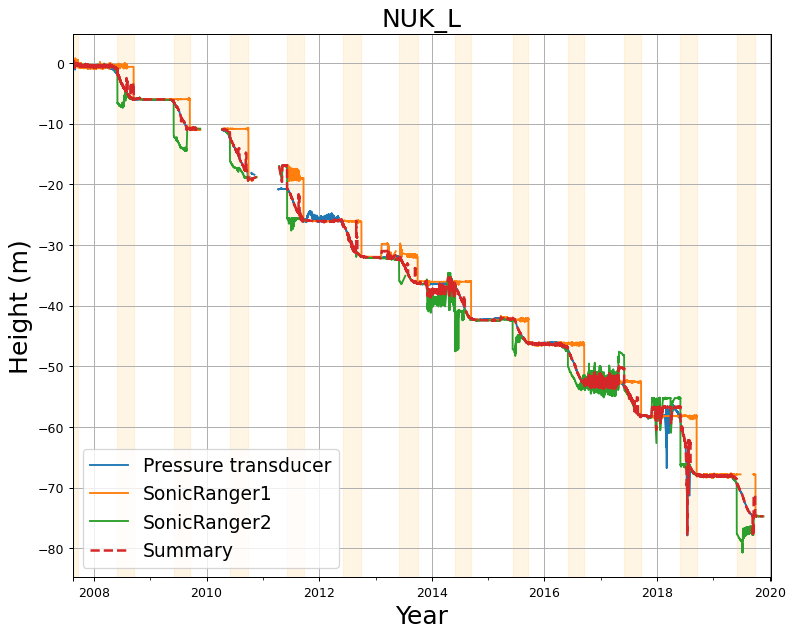 NUK_L
Height (m)
0
−10
−20
−30
−40
−50
−60
−70
−80
Pressure transducer
SonicRanger1
SonicRanger2
Summary
2008 2010 2012 2014 2016 2018 2020
Year